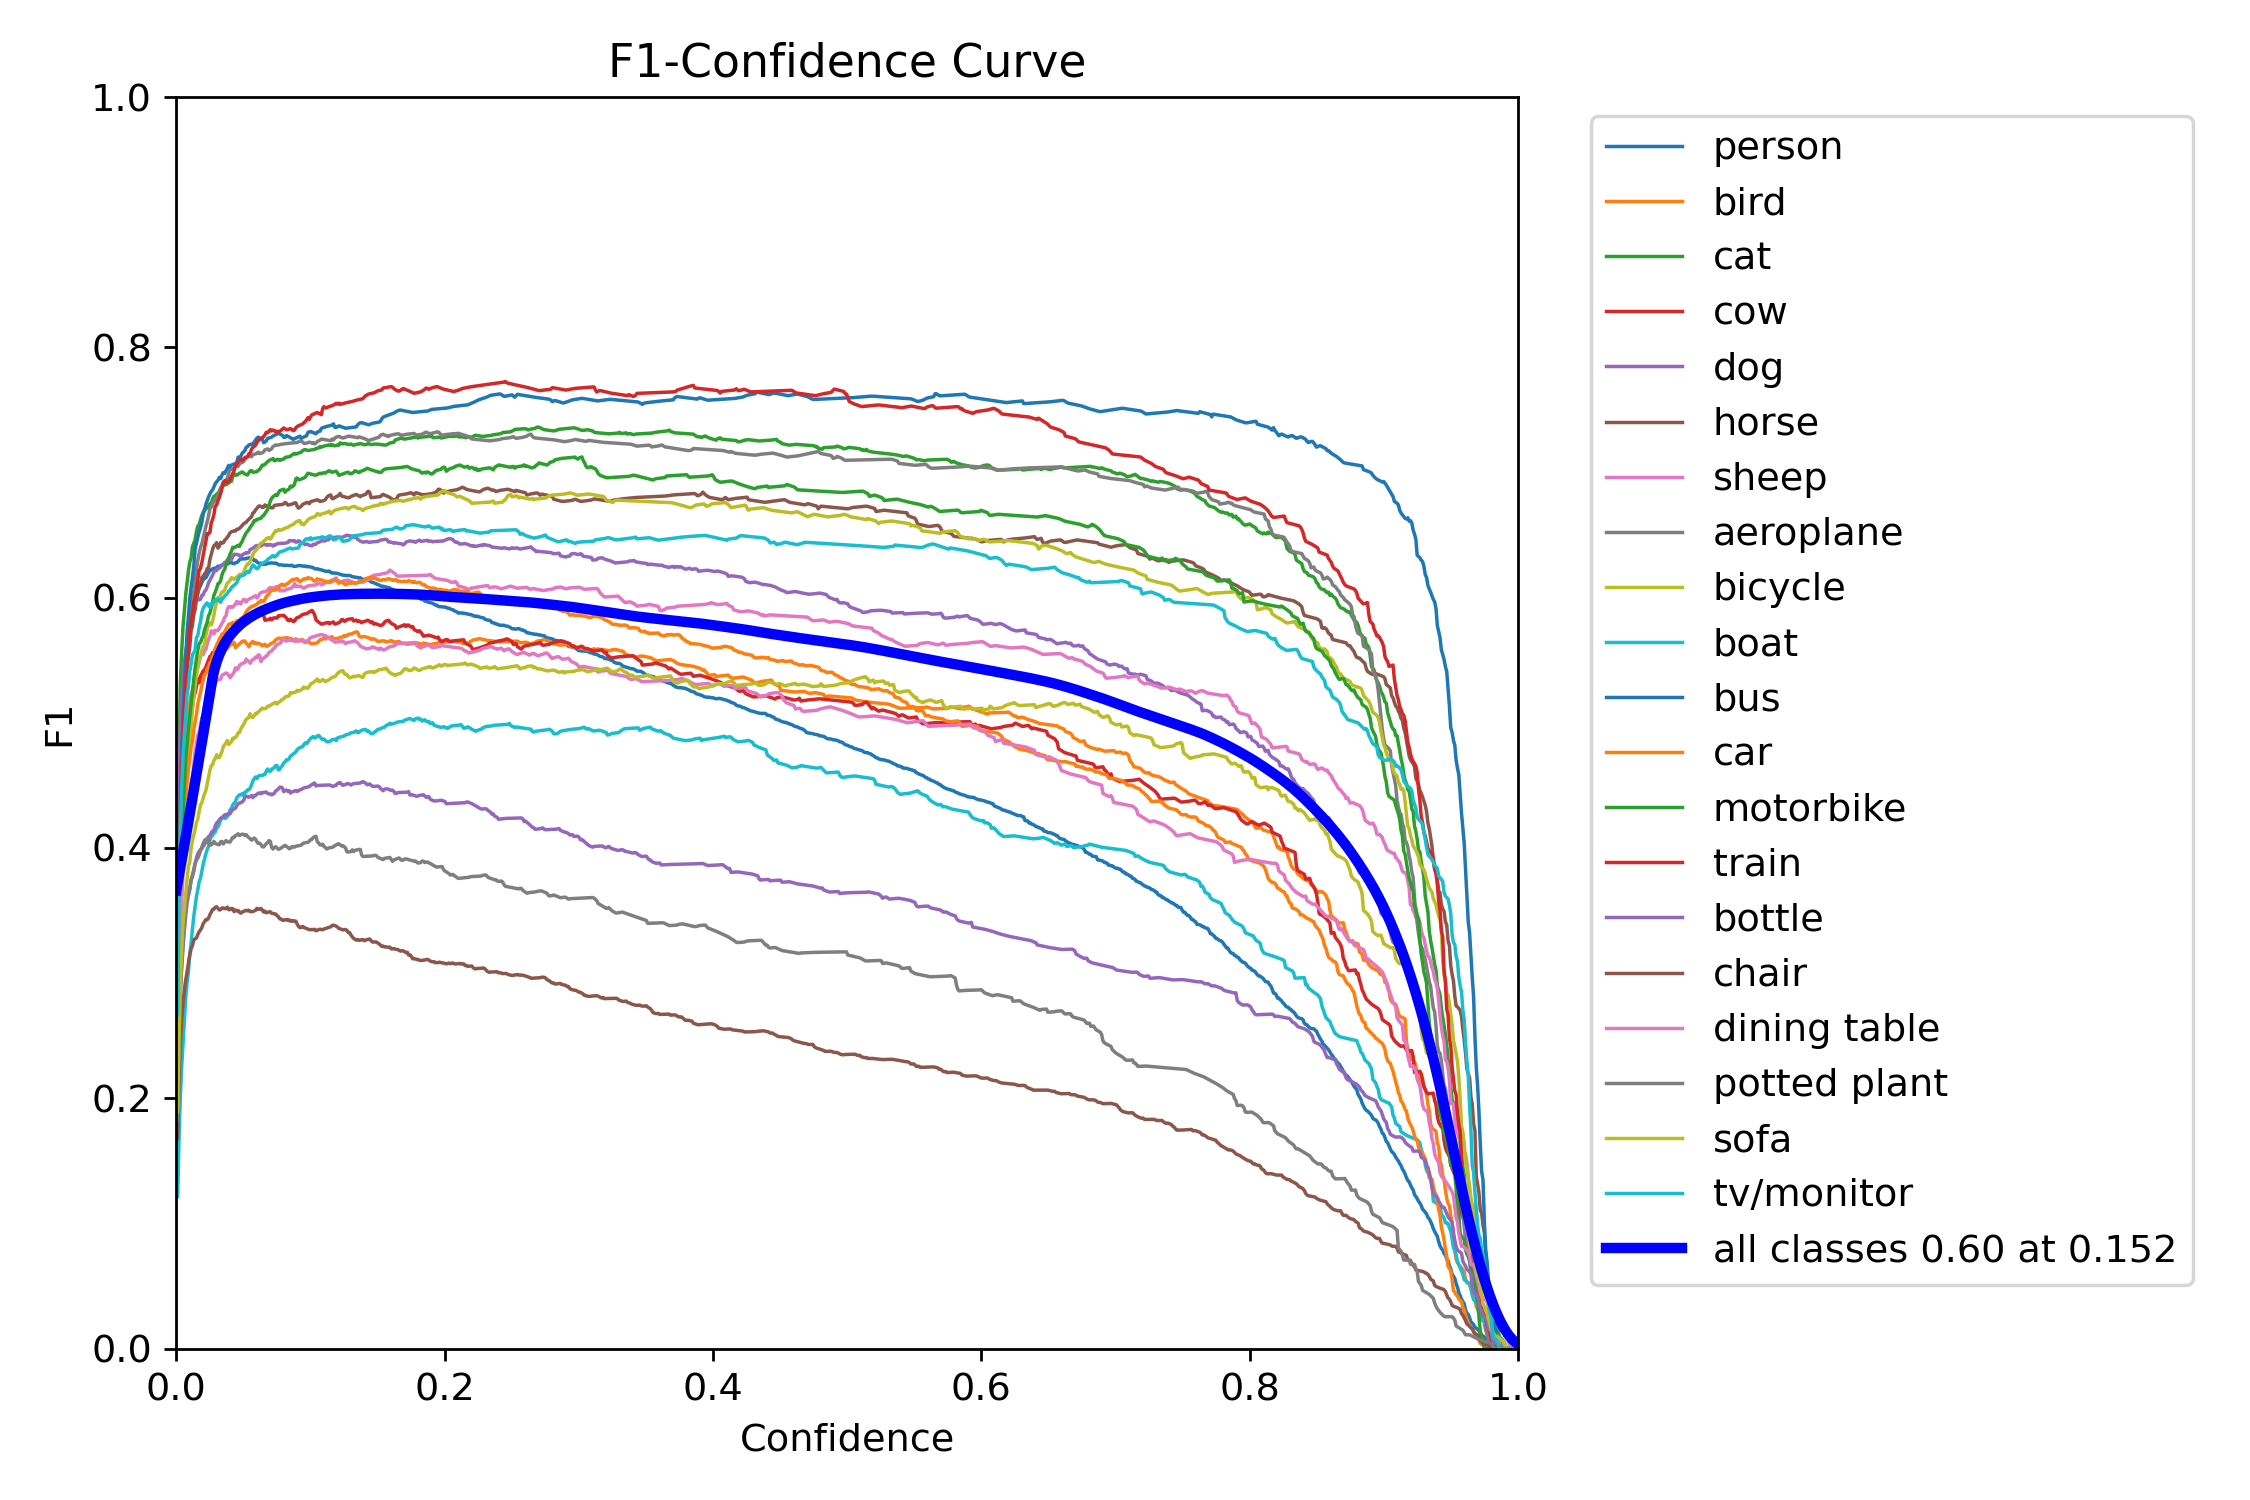 F1-Confidence Curve
1.0
0.8
0.6
0.4
0.2
0.0
F1
0.0 0.2 0.4 0.6 0.8 1.0
Confidence
person
bird
cat
cow
dog
horse
sheep
aeroplane
bicycle
boat
bus
car
motorbike
train
bottle
chair
dining table
potted plant
sofa
tv/monitor
all classes 0.60 at 0.152